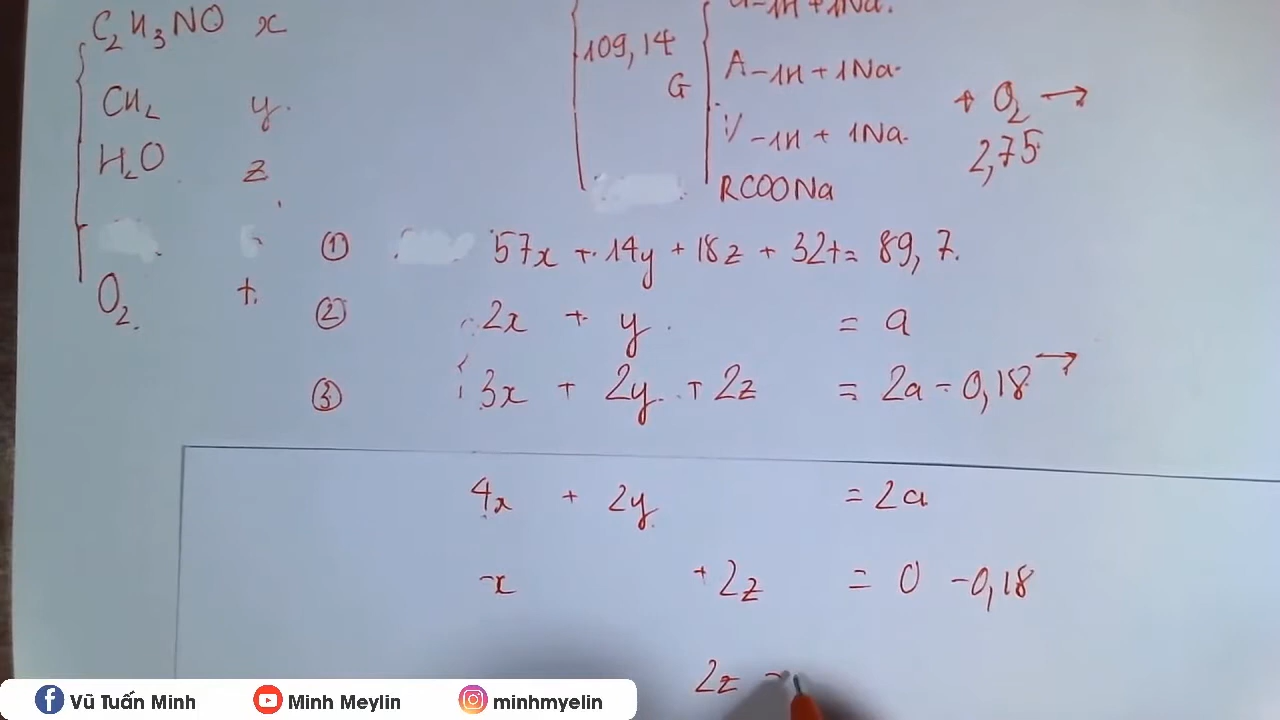 C₂H₃NO x
CH₂ y
H₂O z
O₂ t
109,14
G
-1H + 1Na
A -1H + 1Na
V -1H + 1Na
RCOONa
+ O₂ →
2,75
① 57x + 14y + 18z + 32t = 89,7
② 2x + y = a
③ 3x + 2y + 2z = 2a - 0,18 →
4x + 2y = 2a
-x + 2z = 0 - 0,18
2z
Vũ Tuấn Minh
Minh Meylin
minhmyelin